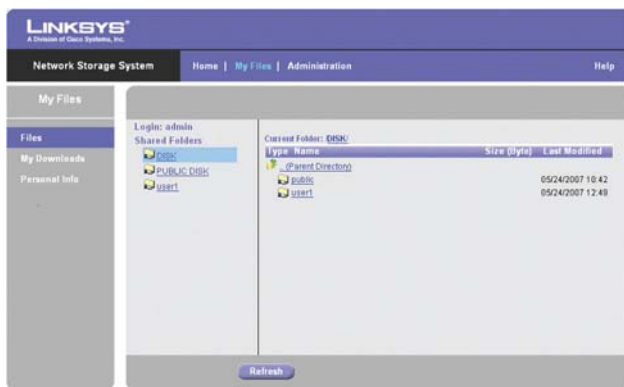 LINKSYS®
A Division of Cisco Systems, Inc.
Network Storage System
Home | My Files | Administration
Help
My Files
Files
My Downloads
Personal Info
Login: admin
Shared Folders
DISK
PUBLIC DISK
user1
Current Folder: DISK/
Type Name Size (Byte) Last Modified
..(Parent Directory)
public 05/24/2007 10:42
user1 05/24/2007 12:49
Refresh